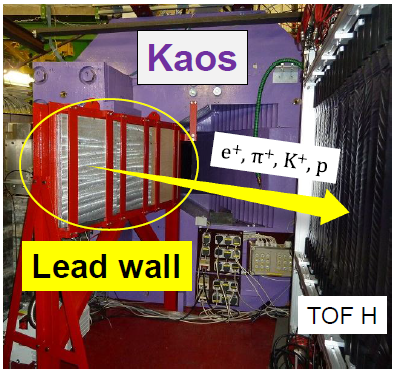 Kaos
e⁺, π⁺, K⁺, p
Lead wall
TOF H